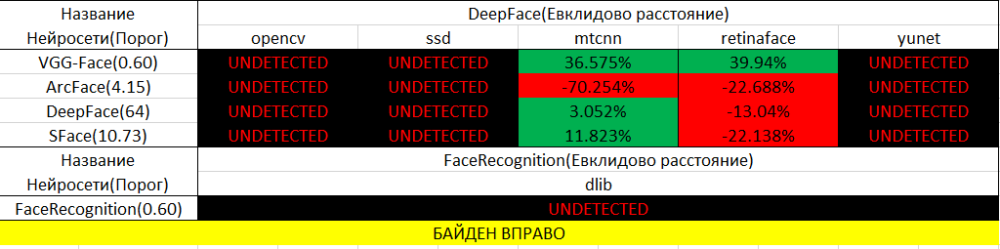 Название DeepFace(Евклидово расстояние)
Нейросети(Порог) opencv ssd mtcnn retinaface yunet
VGG-Face(0.60) UNDETECTED UNDETECTED 36.575% 39.94% UNDETECTED
ArcFace(4.15) UNDETECTED UNDETECTED -70.254% -22.688% UNDETECTED
DeepFace(64) UNDETECTED UNDETECTED 3.052% -13.04% UNDETECTED
SFace(10.73) UNDETECTED UNDETECTED 11.823% -22.138% UNDETECTED
Название FaceRecognition(Евклидово расстояние)
Нейросети(Порог) dlib
FaceRecognition(0.60) UNDETECTED
БАЙДЕН ВПРАВО